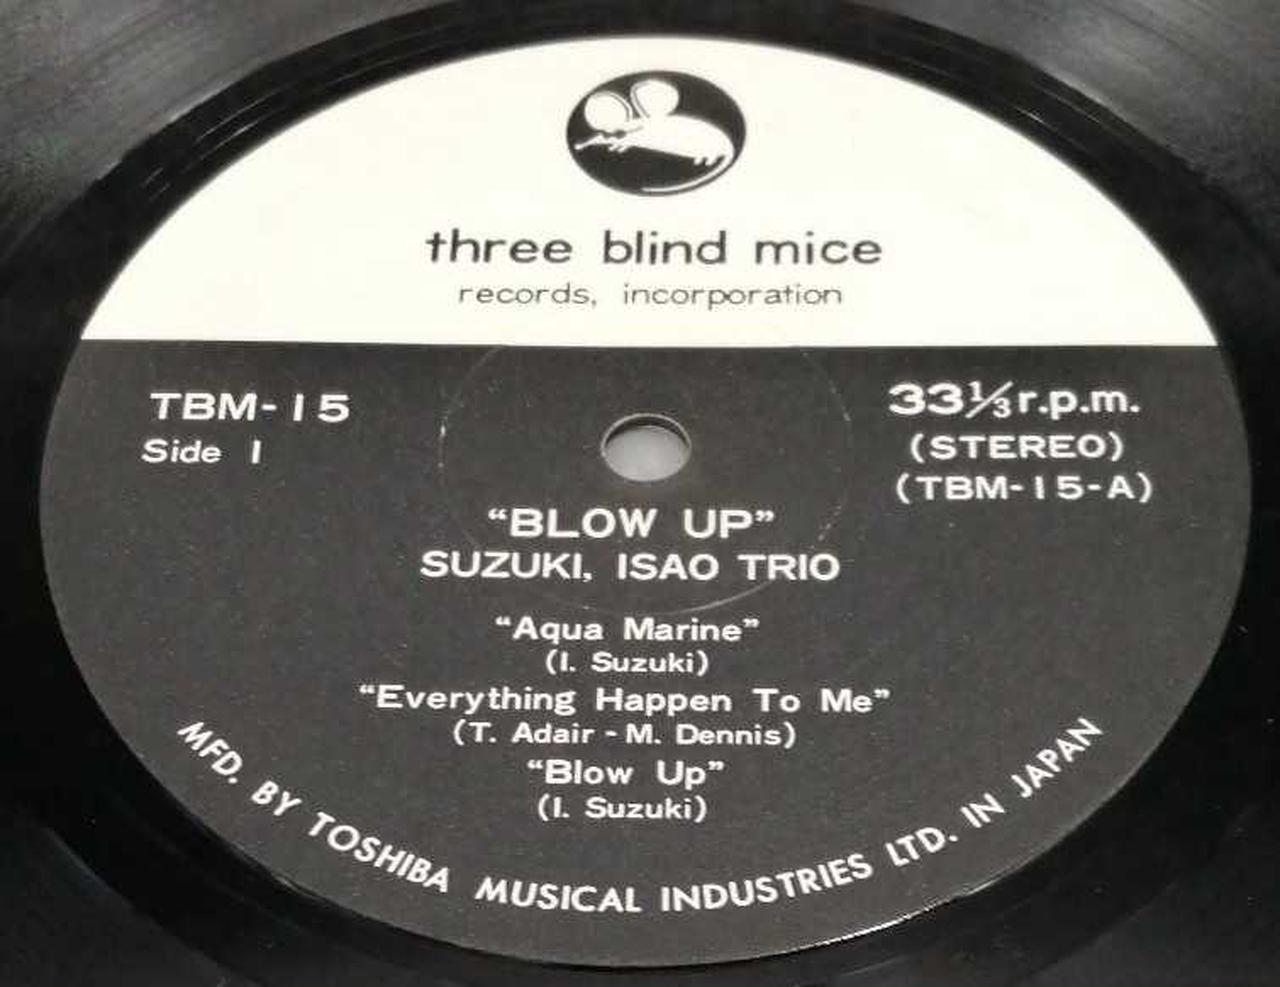 three blind mice
records, incorporation
TBM-15
Side 1
33⅓ r.p.m.
(STEREO)
(TBM-15-A)
“BLOW UP”
SUZUKI, ISAO TRIO
“Aqua Marine”
(I. Suzuki)
“Everything Happen To Me”
(T. Adair - M. Dennis)
“Blow Up”
(I. Suzuki)
MFD. BY TOSHIBA MUSICAL INDUSTRIES LTD. IN JAPAN